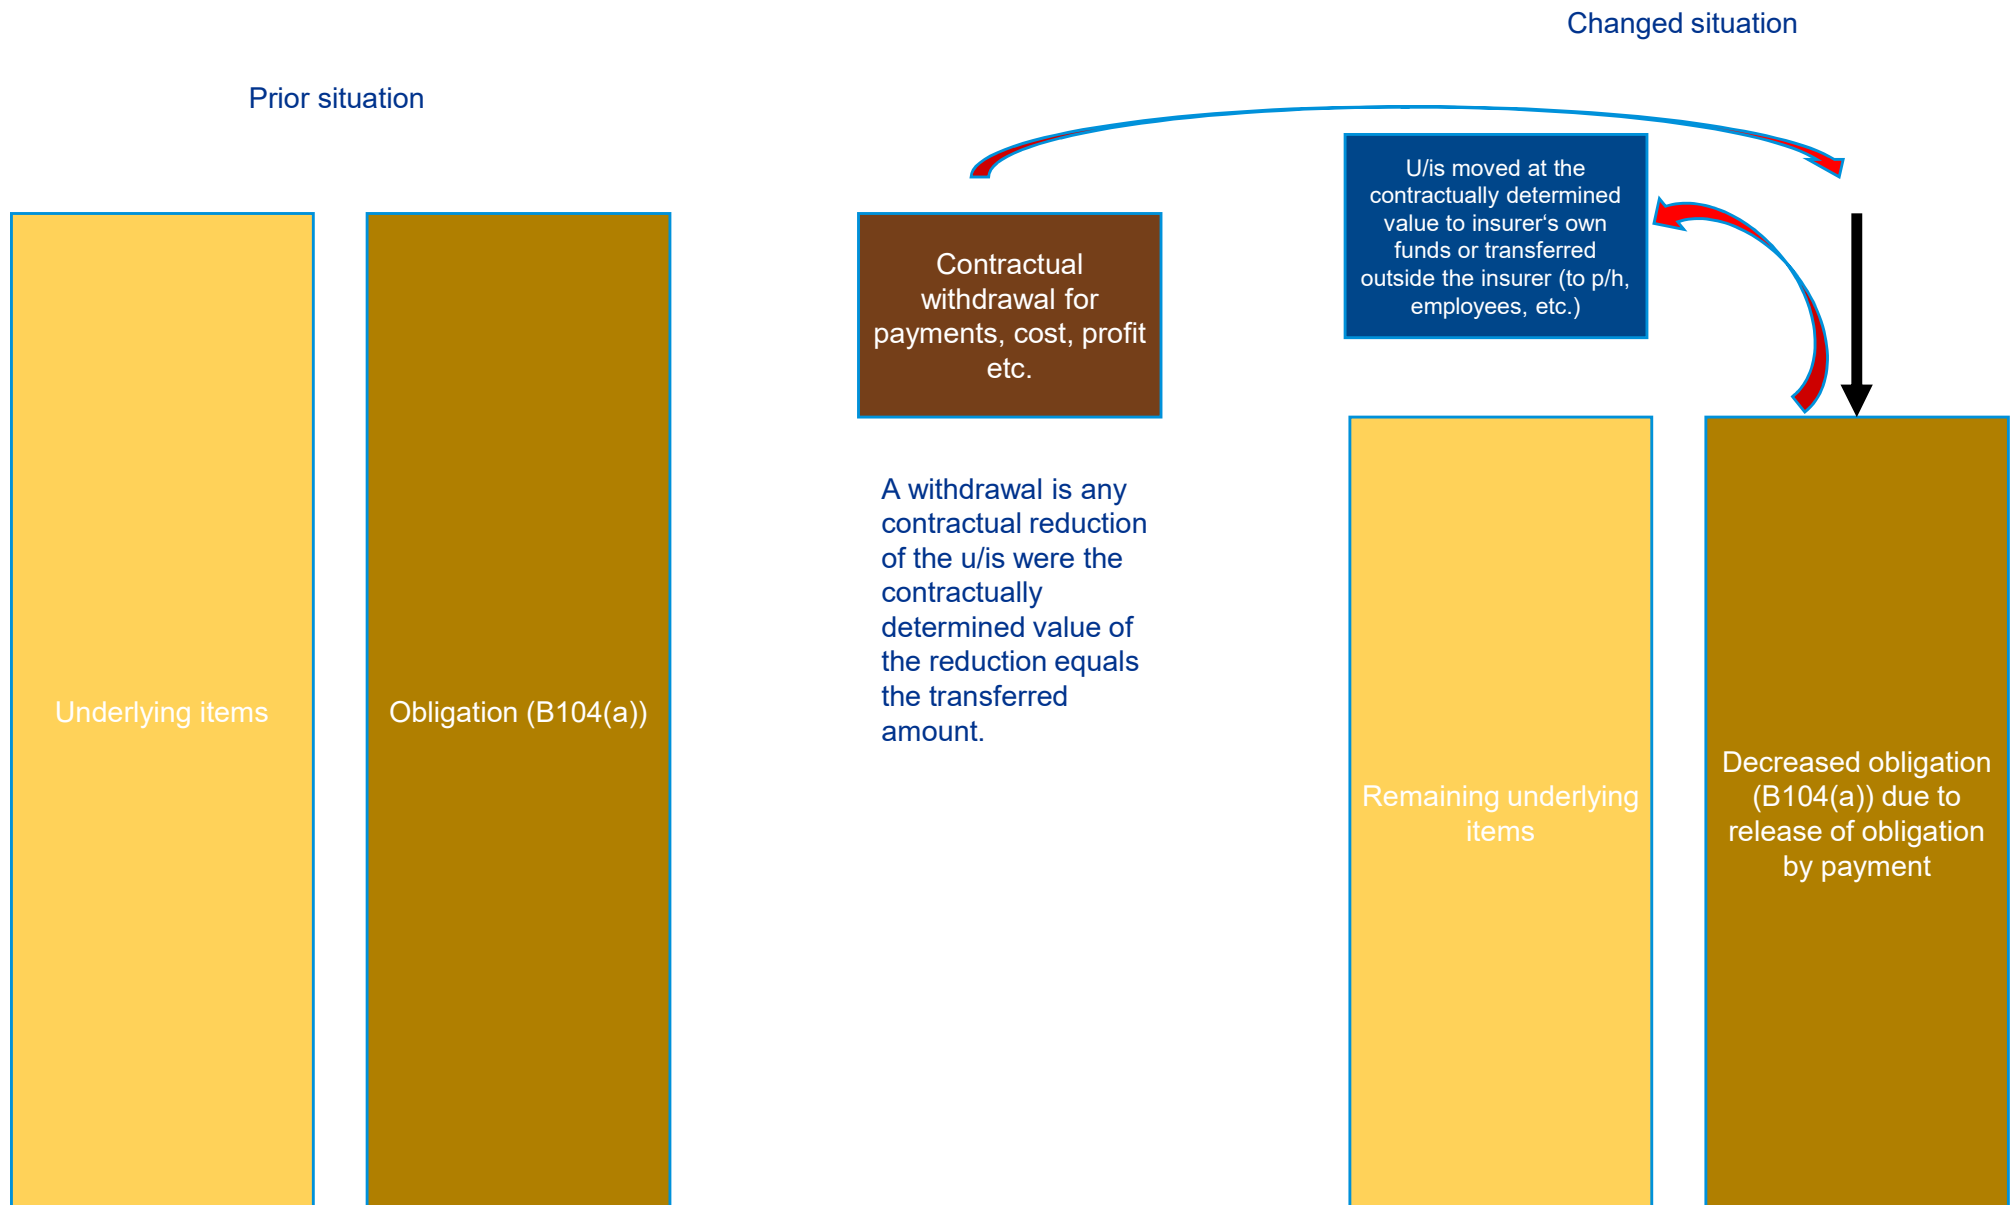 Changed situation
Prior situation
U/is moved at the
contractually determined
value to insurer‘s own
funds or transferred
outside the insurer (to p/h,
employees, etc.)
Contractual
withdrawal for
payments, cost, profit
etc.
A withdrawal is any
contractual reduction
of the u/is were the
contractually
determined value of
the reduction equals
the transferred
amount.
Underlying items
Obligation (B104(a))
Remaining underlying
items
Decreased obligation
(B104(a)) due to
release of obligation
by payment